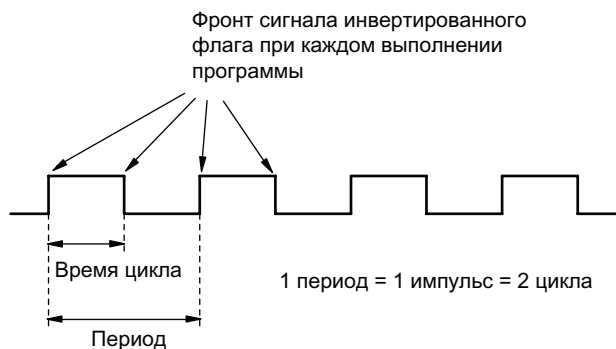 Фронт сигнала инвертированного
флага при каждом выполнении
программы
Время цикла
1 период = 1 импульс = 2 цикла
Период